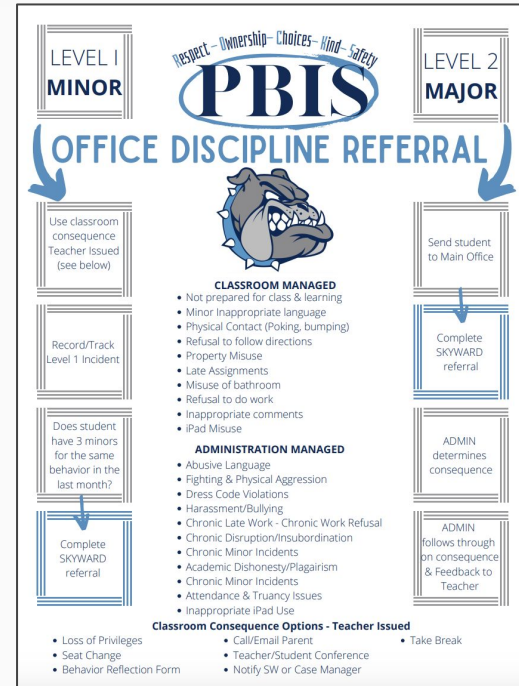 Respect – Ownership – Choices – Kind – Safety
LEVEL I
MINOR
PBIS
LEVEL 2
MAJOR
OFFICE DISCIPLINE REFERRAL
Use classroom
consequence
Teacher Issued
(see below)
Record/Track
Level 1 Incident
Does student
have 3 minors
for the same
behavior in the
last month?
Complete
SKYWARD
referral
CLASSROOM MANAGED
• Not prepared for class & learning
• Minor Inappropriate language
• Physical Contact (Poking, bumping)
• Refusal to follow directions
• Property Misuse
• Late Assignments
• Misuse of bathroom
• Refusal to do work
• Inappropriate comments
• iPad Misuse
ADMINISTRATION MANAGED
• Abusive Language
• Fighting & Physical Aggression
• Dress Code Violations
• Harassment/Bullying
• Chronic Late Work - Chronic Work Refusal
• Chronic Disruption/Insubordination
• Chronic Minor Incidents
• Academic Dishonesty/Plagairism
• Chronic Minor Incidents
• Attendance & Truancy Issues
• Inappropriate iPad Use
Send student
to Main Office
Complete
SKYWARD
referral
ADMIN
determines
consequence
ADMIN
follows through
on consequence
& Feedback to
Teacher
Classroom Consequence Options - Teacher Issued
• Loss of Privileges
• Seat Change
• Behavior Reflection Form
• Call/Email Parent
• Teacher/Student Conference
• Notify SW or Case Manager
• Take Break